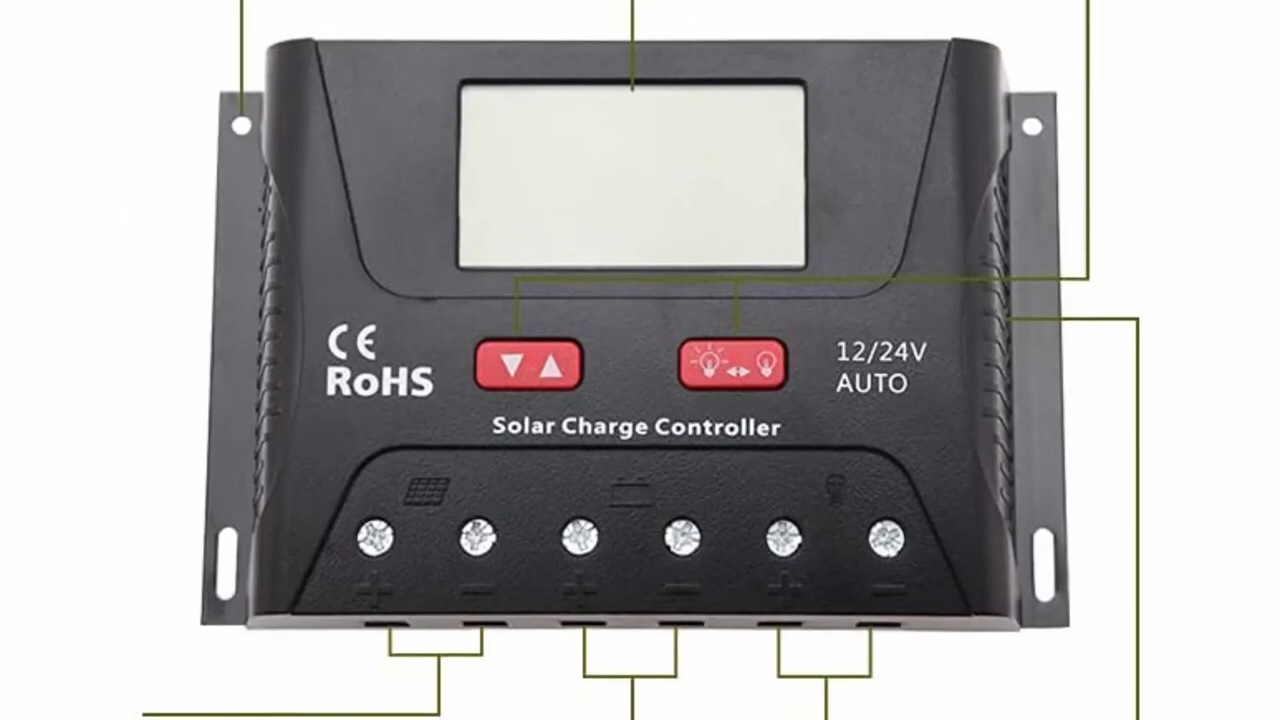 CE
RoHS
12/24V
AUTO
Solar Charge Controller
+ − + − + −